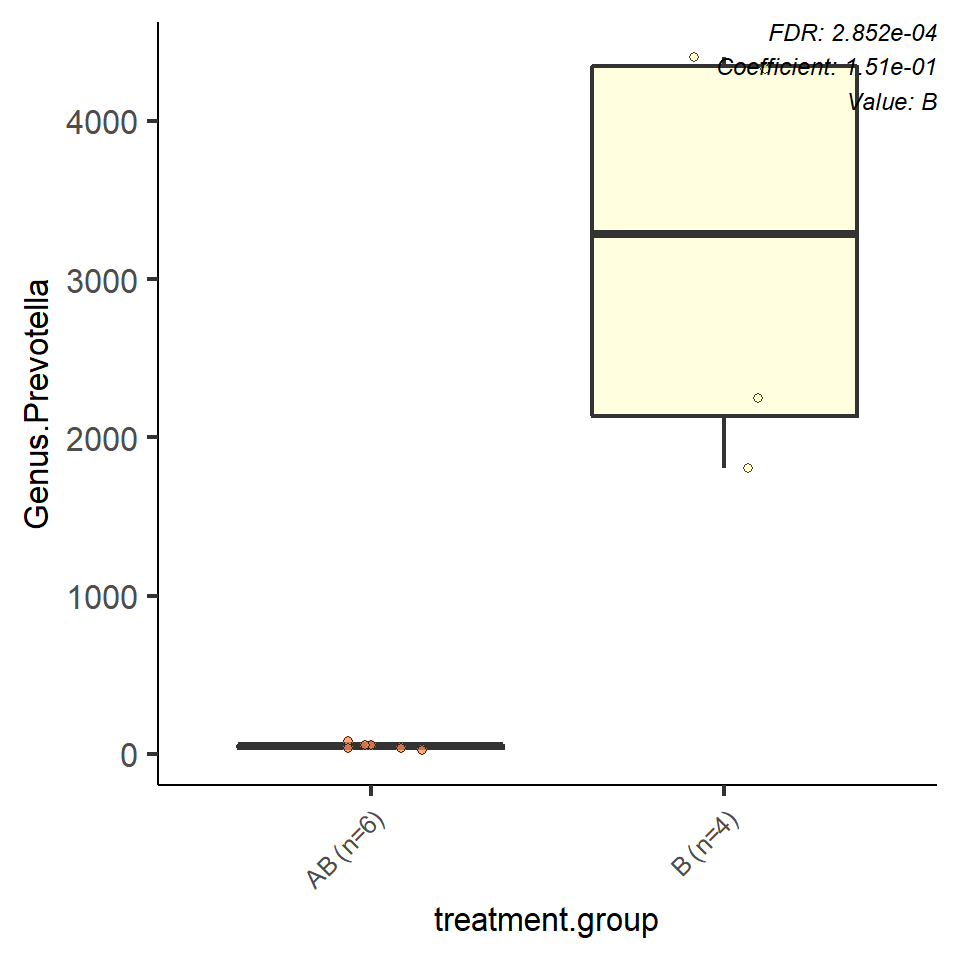 FDR: 2.852e-04
Coefficient: 1.51e-01
Value: B
4000
3000
2000
1000
0
Genus.Prevotella
AB (n=6)
B (n=4)
treatment.group